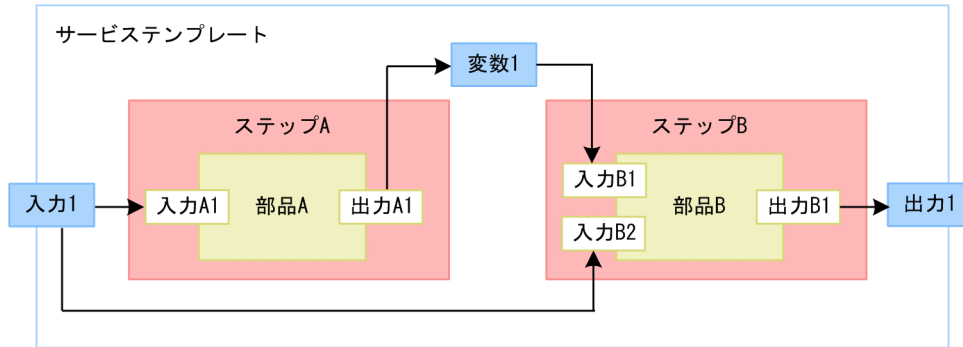 サービステンプレート
変数1
ステップA
ステップB
入力1
入力A1
部品A
出力A1
入力B1
入力B2
部品B
出力B1
出力1